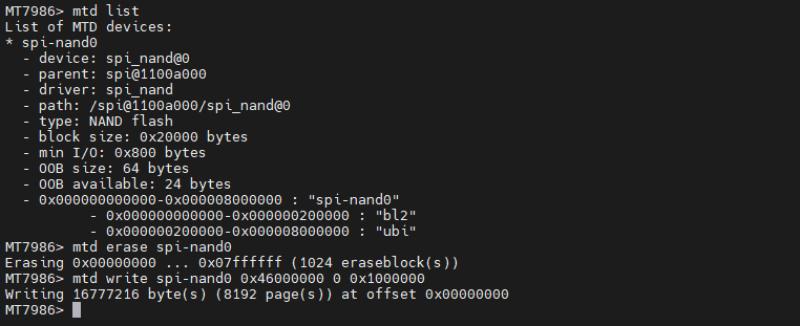 MT7986> mtd list
List of MTD devices:
* spi-nand0
  - device: spi_nand@0
  - parent: spi@1100a000
  - driver: spi_nand
  - path: /spi@1100a000/spi_nand@0
  - type: NAND flash
  - block size: 0x20000 bytes
  - min I/O: 0x800 bytes
  - OOB size: 64 bytes
  - OOB available: 24 bytes
  - 0x000000000000-0x000008000000 : "spi-nand0"
          - 0x000000000000-0x000000200000 : "bl2"
          - 0x000000200000-0x000008000000 : "ubi"
MT7986> mtd erase spi-nand0
Erasing 0x00000000 ... 0x07ffffff (1024 eraseblock(s))
MT7986> mtd write spi-nand0 0x46000000 0 0x1000000
Writing 16777216 byte(s) (8192 page(s)) at offset 0x00000000
MT7986>